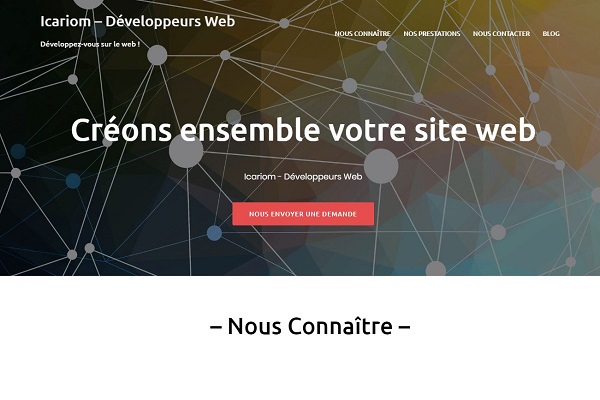 Icariom – Développeurs Web
Développez-vous sur le web !
NOUS CONNAÎTRE NOS PRESTATIONS NOUS CONTACTER BLOG
Créons ensemble votre site web
Icariom - Développeurs Web
NOUS ENVOYER UNE DEMANDE
– Nous Connaître –